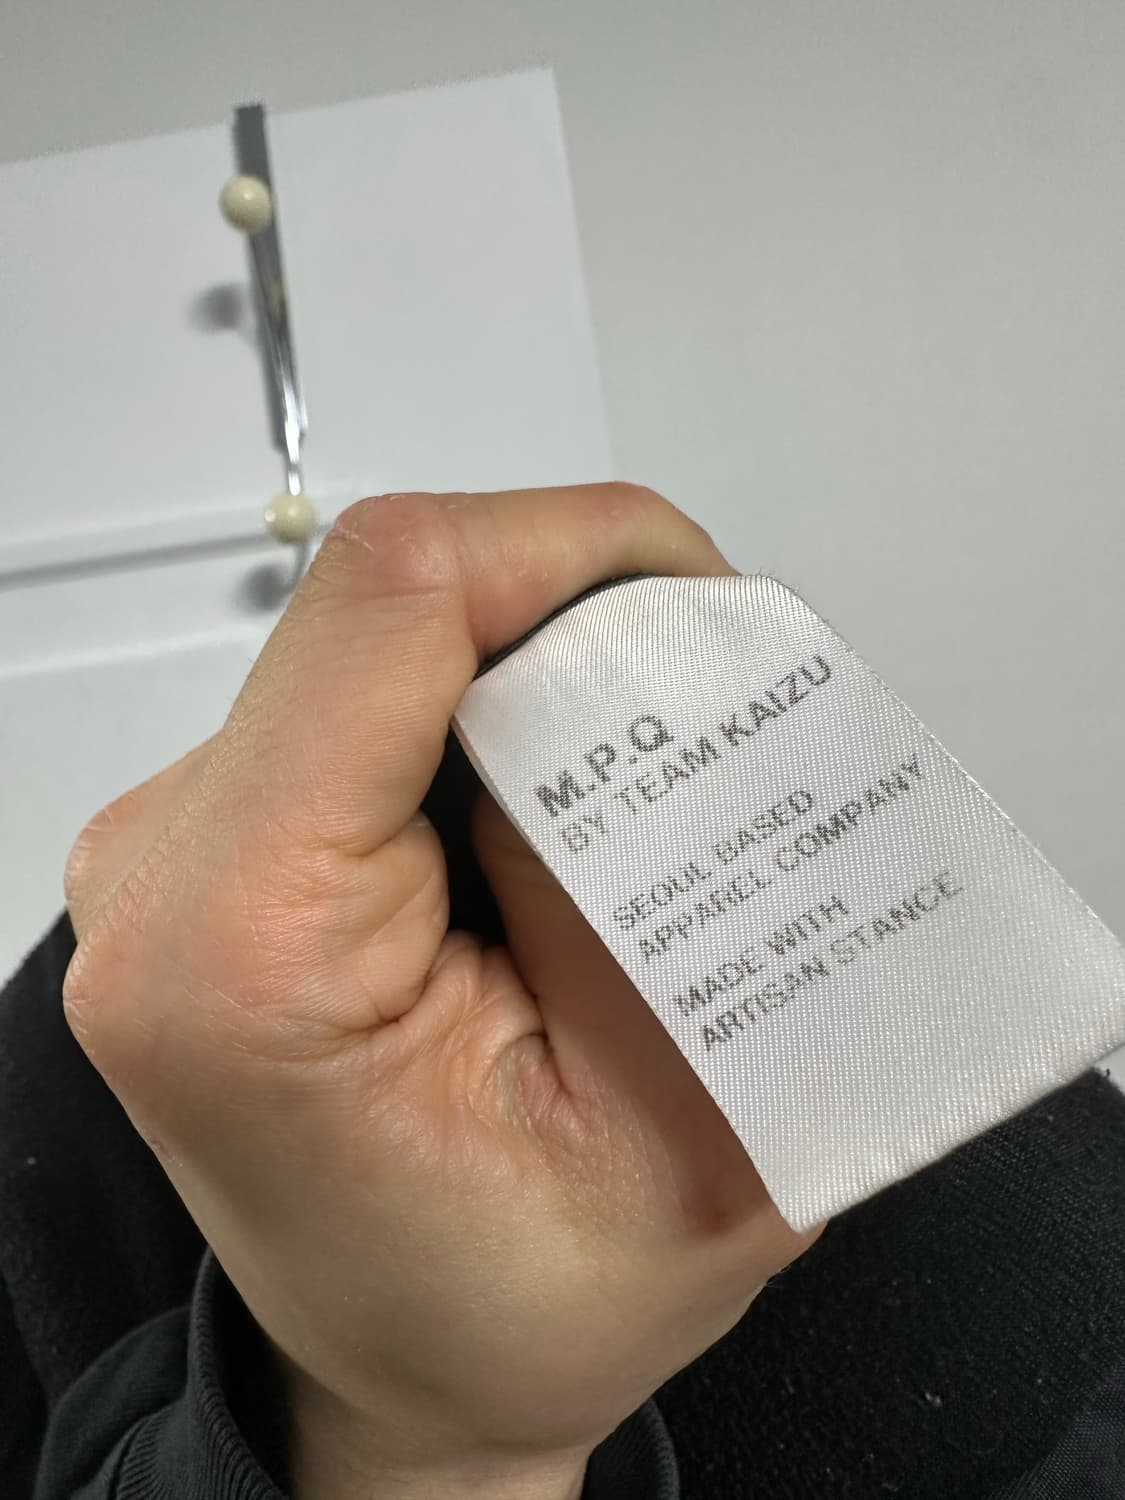 M.P.Q
BY TEAM KAIZU
SEOUL BASED
APPAREL COMPANY
MADE WITH
ARTISAN STANCE